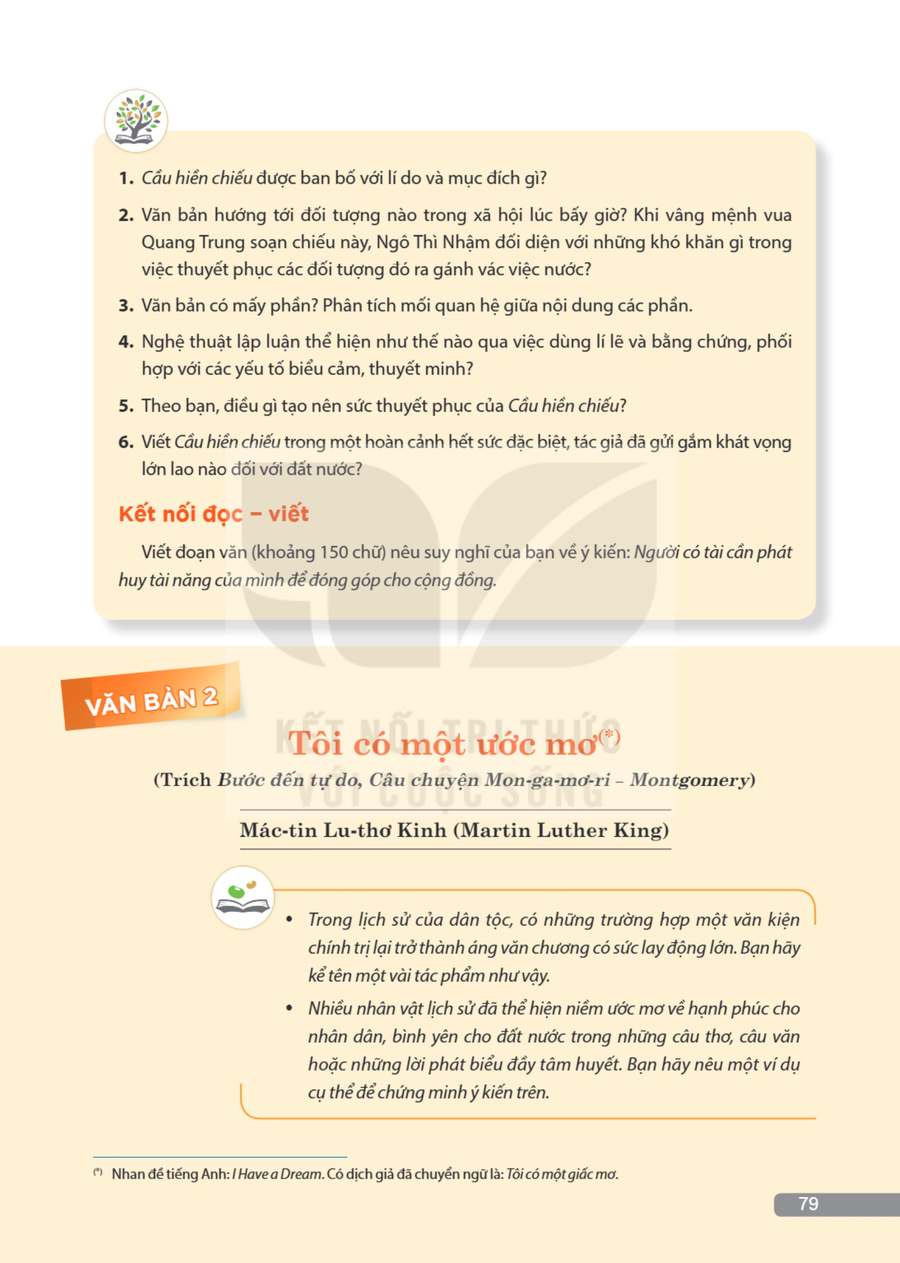 1. Cầu hiền chiếu được ban bố với lí do và mục đích gì?
2. Văn bản hướng tới đối tượng nào trong xã hội lúc bấy giờ? Khi vâng mệnh vua
Quang Trung soạn chiếu này, Ngô Thì Nhậm đối diện với những khó khăn gì trong
việc thuyết phục các đối tượng đó ra gánh vác việc nước?
3. Văn bản có mấy phần? Phân tích mối quan hệ giữa nội dung các phần.
4. Nghệ thuật lập luận thể hiện như thế nào qua việc dùng lí lẽ và bằng chứng, phối
hợp với các yếu tố biểu cảm, thuyết minh?
5. Theo bạn, điều gì tạo nên sức thuyết phục của Cầu hiền chiếu?
6. Viết Cầu hiền chiếu trong một hoàn cảnh hết sức đặc biệt, tác giả đã gửi gắm khát vọng
lớn lao nào đối với đất nước?
Kết nối đọc – viết
Viết đoạn văn (khoảng 150 chữ) nêu suy nghĩ của bạn về ý kiến: Người có tài cần phát
huy tài năng của mình để đóng góp cho cộng đồng.
VĂN BẢN 2
KẾT NỐI TRI THỨC
VỚI CUỘC SỐNG
Tôi có một ước mơ(*)
(Trích Bước đến tự do, Câu chuyện Mon-ga-mơ-ri – Montgomery)
Mác-tin Lu-thơ Kinh (Martin Luther King)
• Trong lịch sử của dân tộc, có những trường hợp một văn kiện
chính trị lại trở thành áng văn chương có sức lay động lớn. Bạn hãy
kể tên một vài tác phẩm như vậy.
• Nhiều nhân vật lịch sử đã thể hiện niềm ước mơ về hạnh phúc cho
nhân dân, bình yên cho đất nước trong những câu thơ, câu văn
hoặc những lời phát biểu đầy tâm huyết. Bạn hãy nêu một ví dụ
cụ thể để chứng minh ý kiến trên.
(*) Nhan đề tiếng Anh: I Have a Dream. Có dịch giả đã chuyển ngữ là: Tôi có một giấc mơ.
79